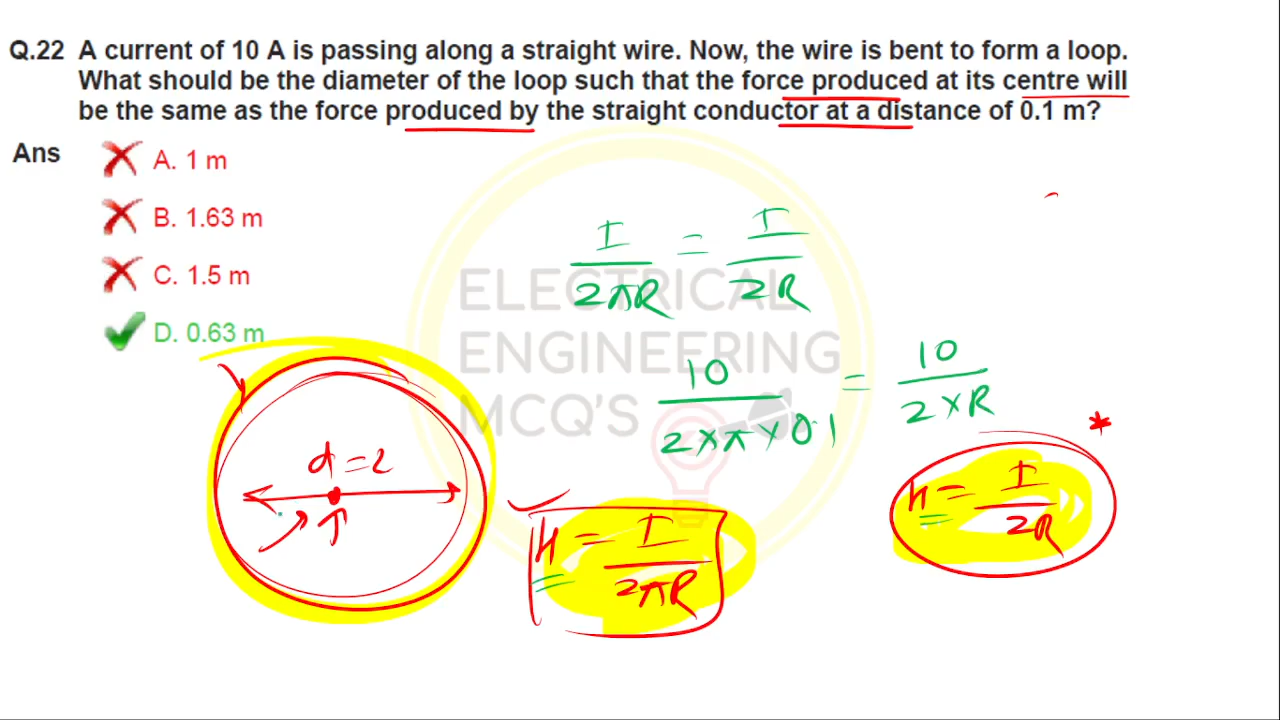 Q.22 A current of 10 A is passing along a straight wire. Now, the wire is bent to form a loop.
What should be the diameter of the loop such that the force produced at its centre will
be the same as the force produced by the straight conductor at a distance of 0.1 m?
Ans
A. 1 m
B. 1.63 m
C. 1.5 m
D. 0.63 m
ELECTRICAL
ENGINEERING
MCQ'S
I/2πR = I/2R
10/2×π×0.1 = 10/2×R
*
d=2
H = I/2πR
H = I/2R